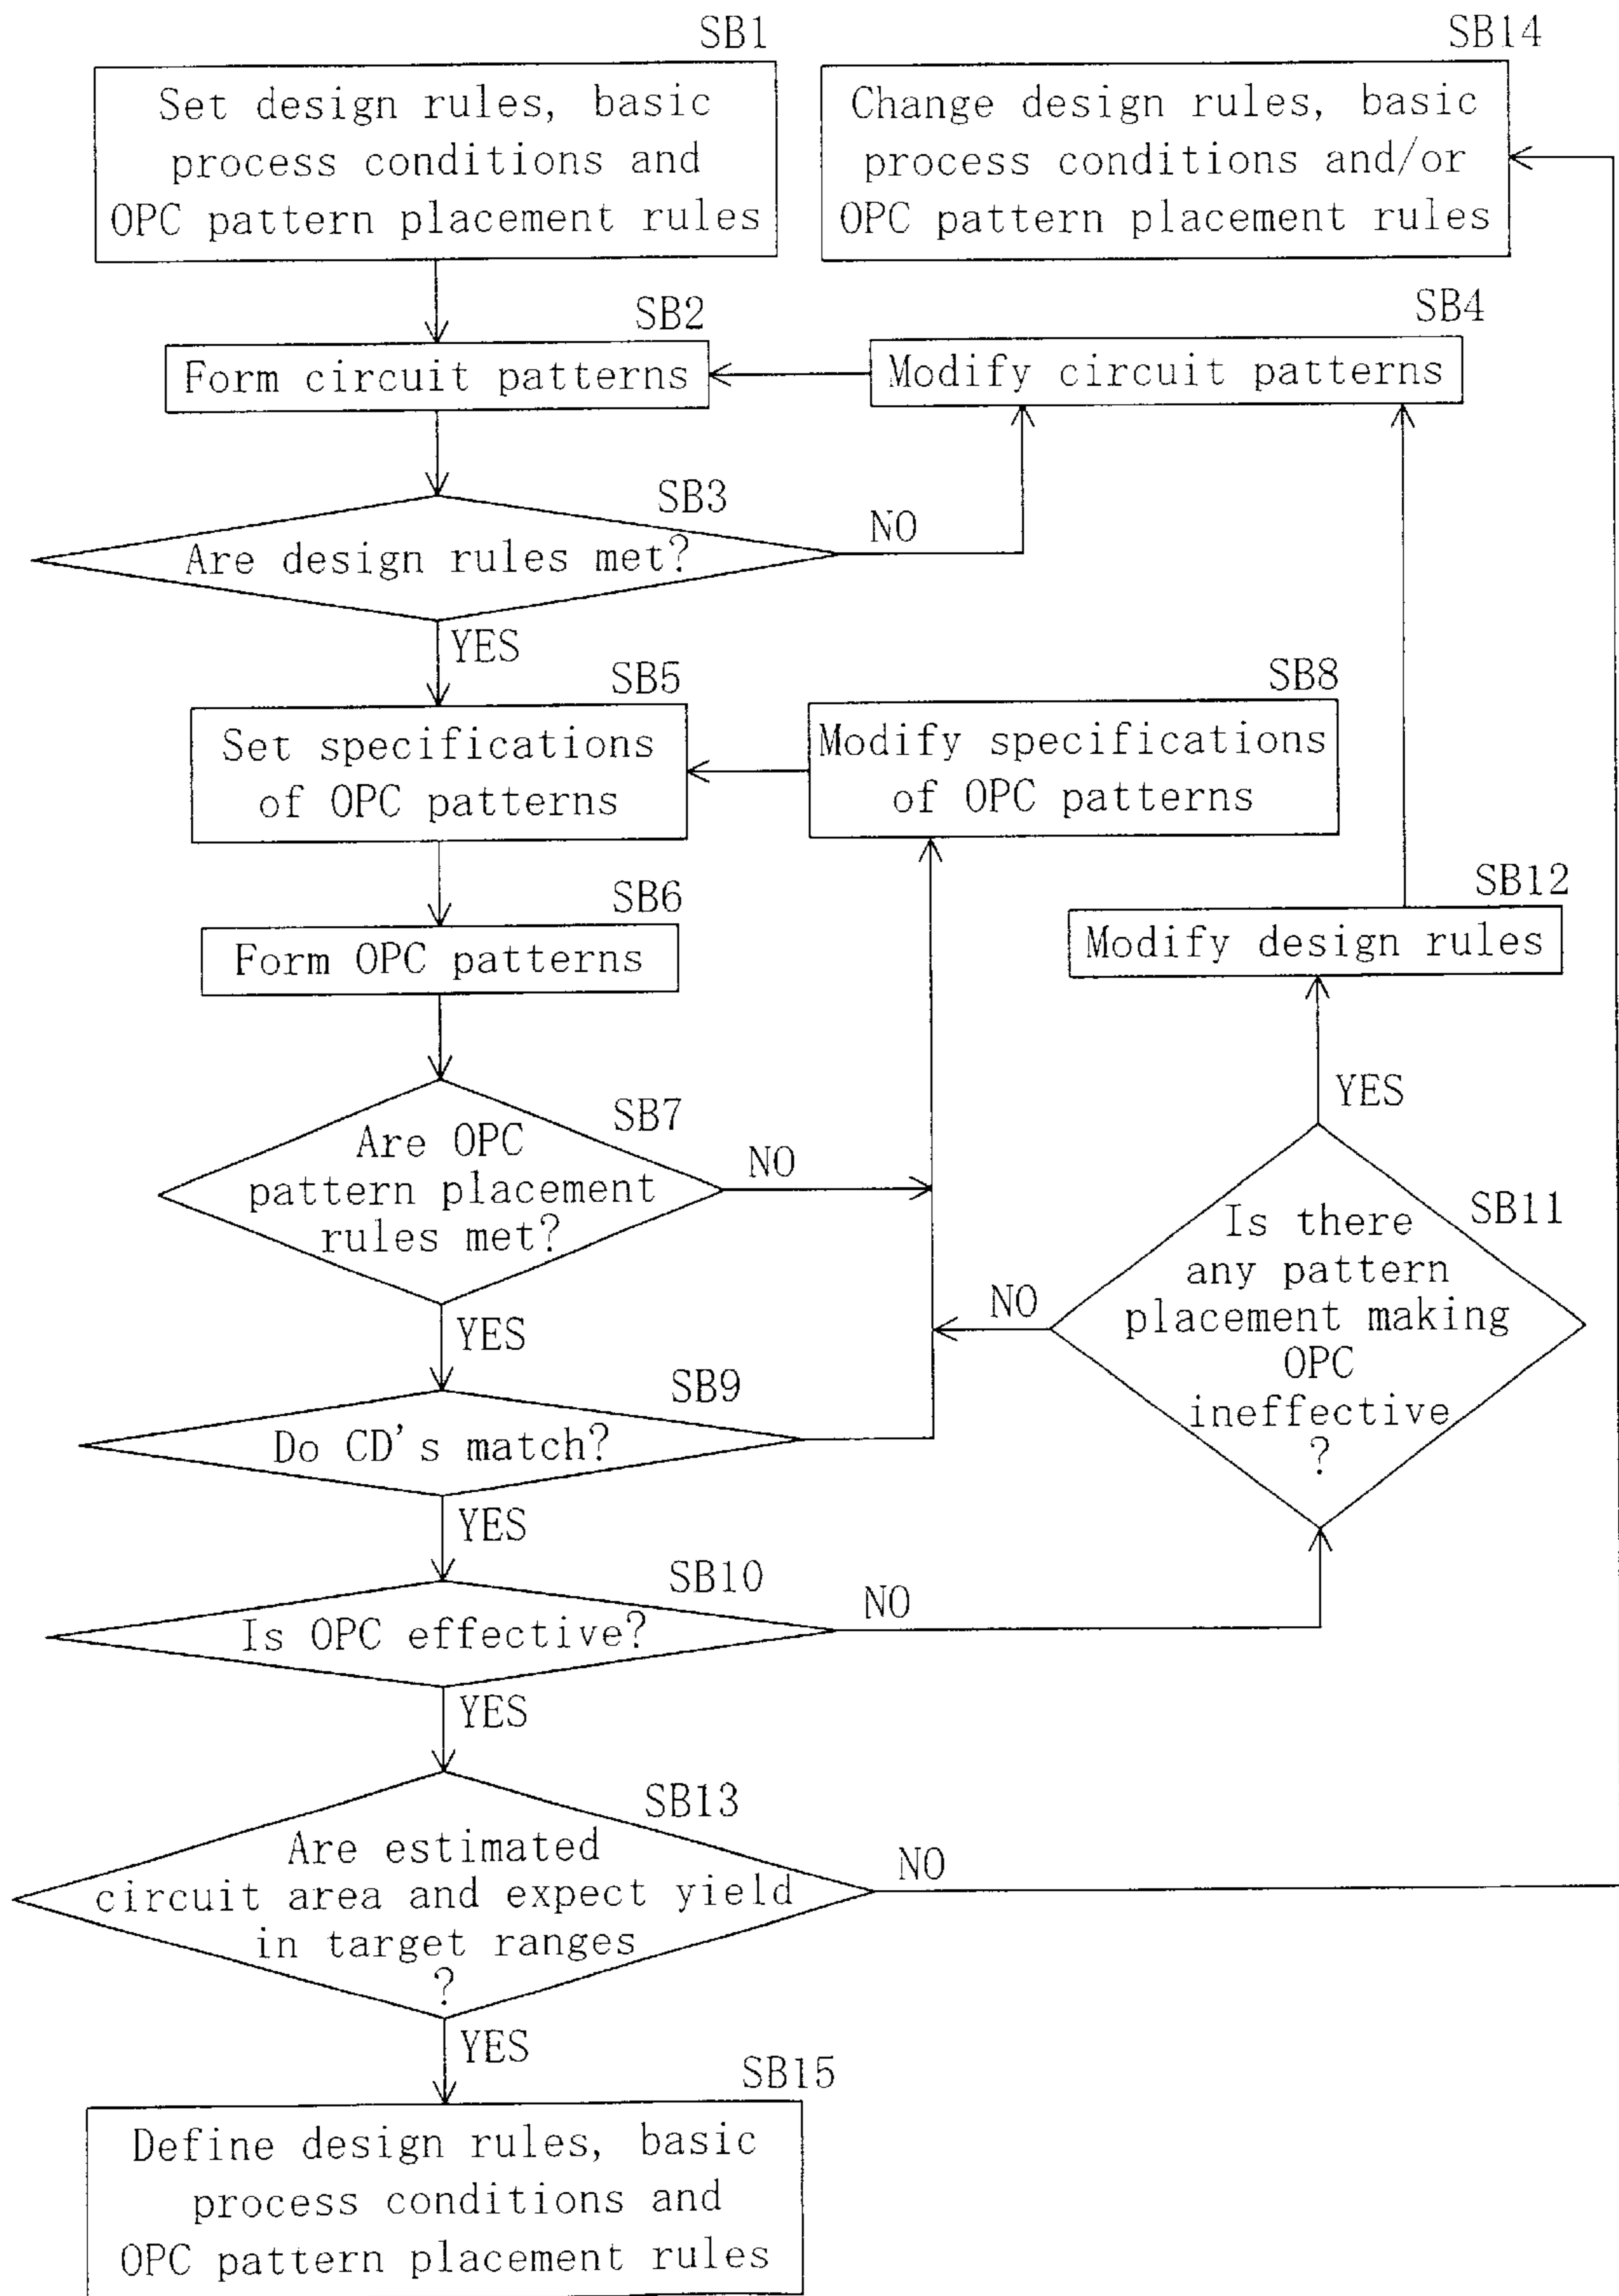 SB1
Set design rules, basic
process conditions and
OPC pattern placement rules
SB14
Change design rules, basic
process conditions and/or
OPC pattern placement rules
SB2
Form circuit patterns
SB4
Modify circuit patterns
SB3
Are design rules met?
NO
YES
SB5
Set specifications
of OPC patterns
SB8
Modify specifications
of OPC patterns
SB6
Form OPC patterns
SB12
Modify design rules
SB7
Are OPC
pattern placement
rules met?
NO
YES
YES
SB11
Is there
any pattern
placement making
OPC
ineffective
?
NO
SB9
Do CD's match?
YES
SB10
Is OPC effective?
NO
YES
SB13
Are estimated
circuit area and expect yield
in target ranges
?
NO
YES
SB15
Define design rules, basic
process conditions and
OPC pattern placement rules